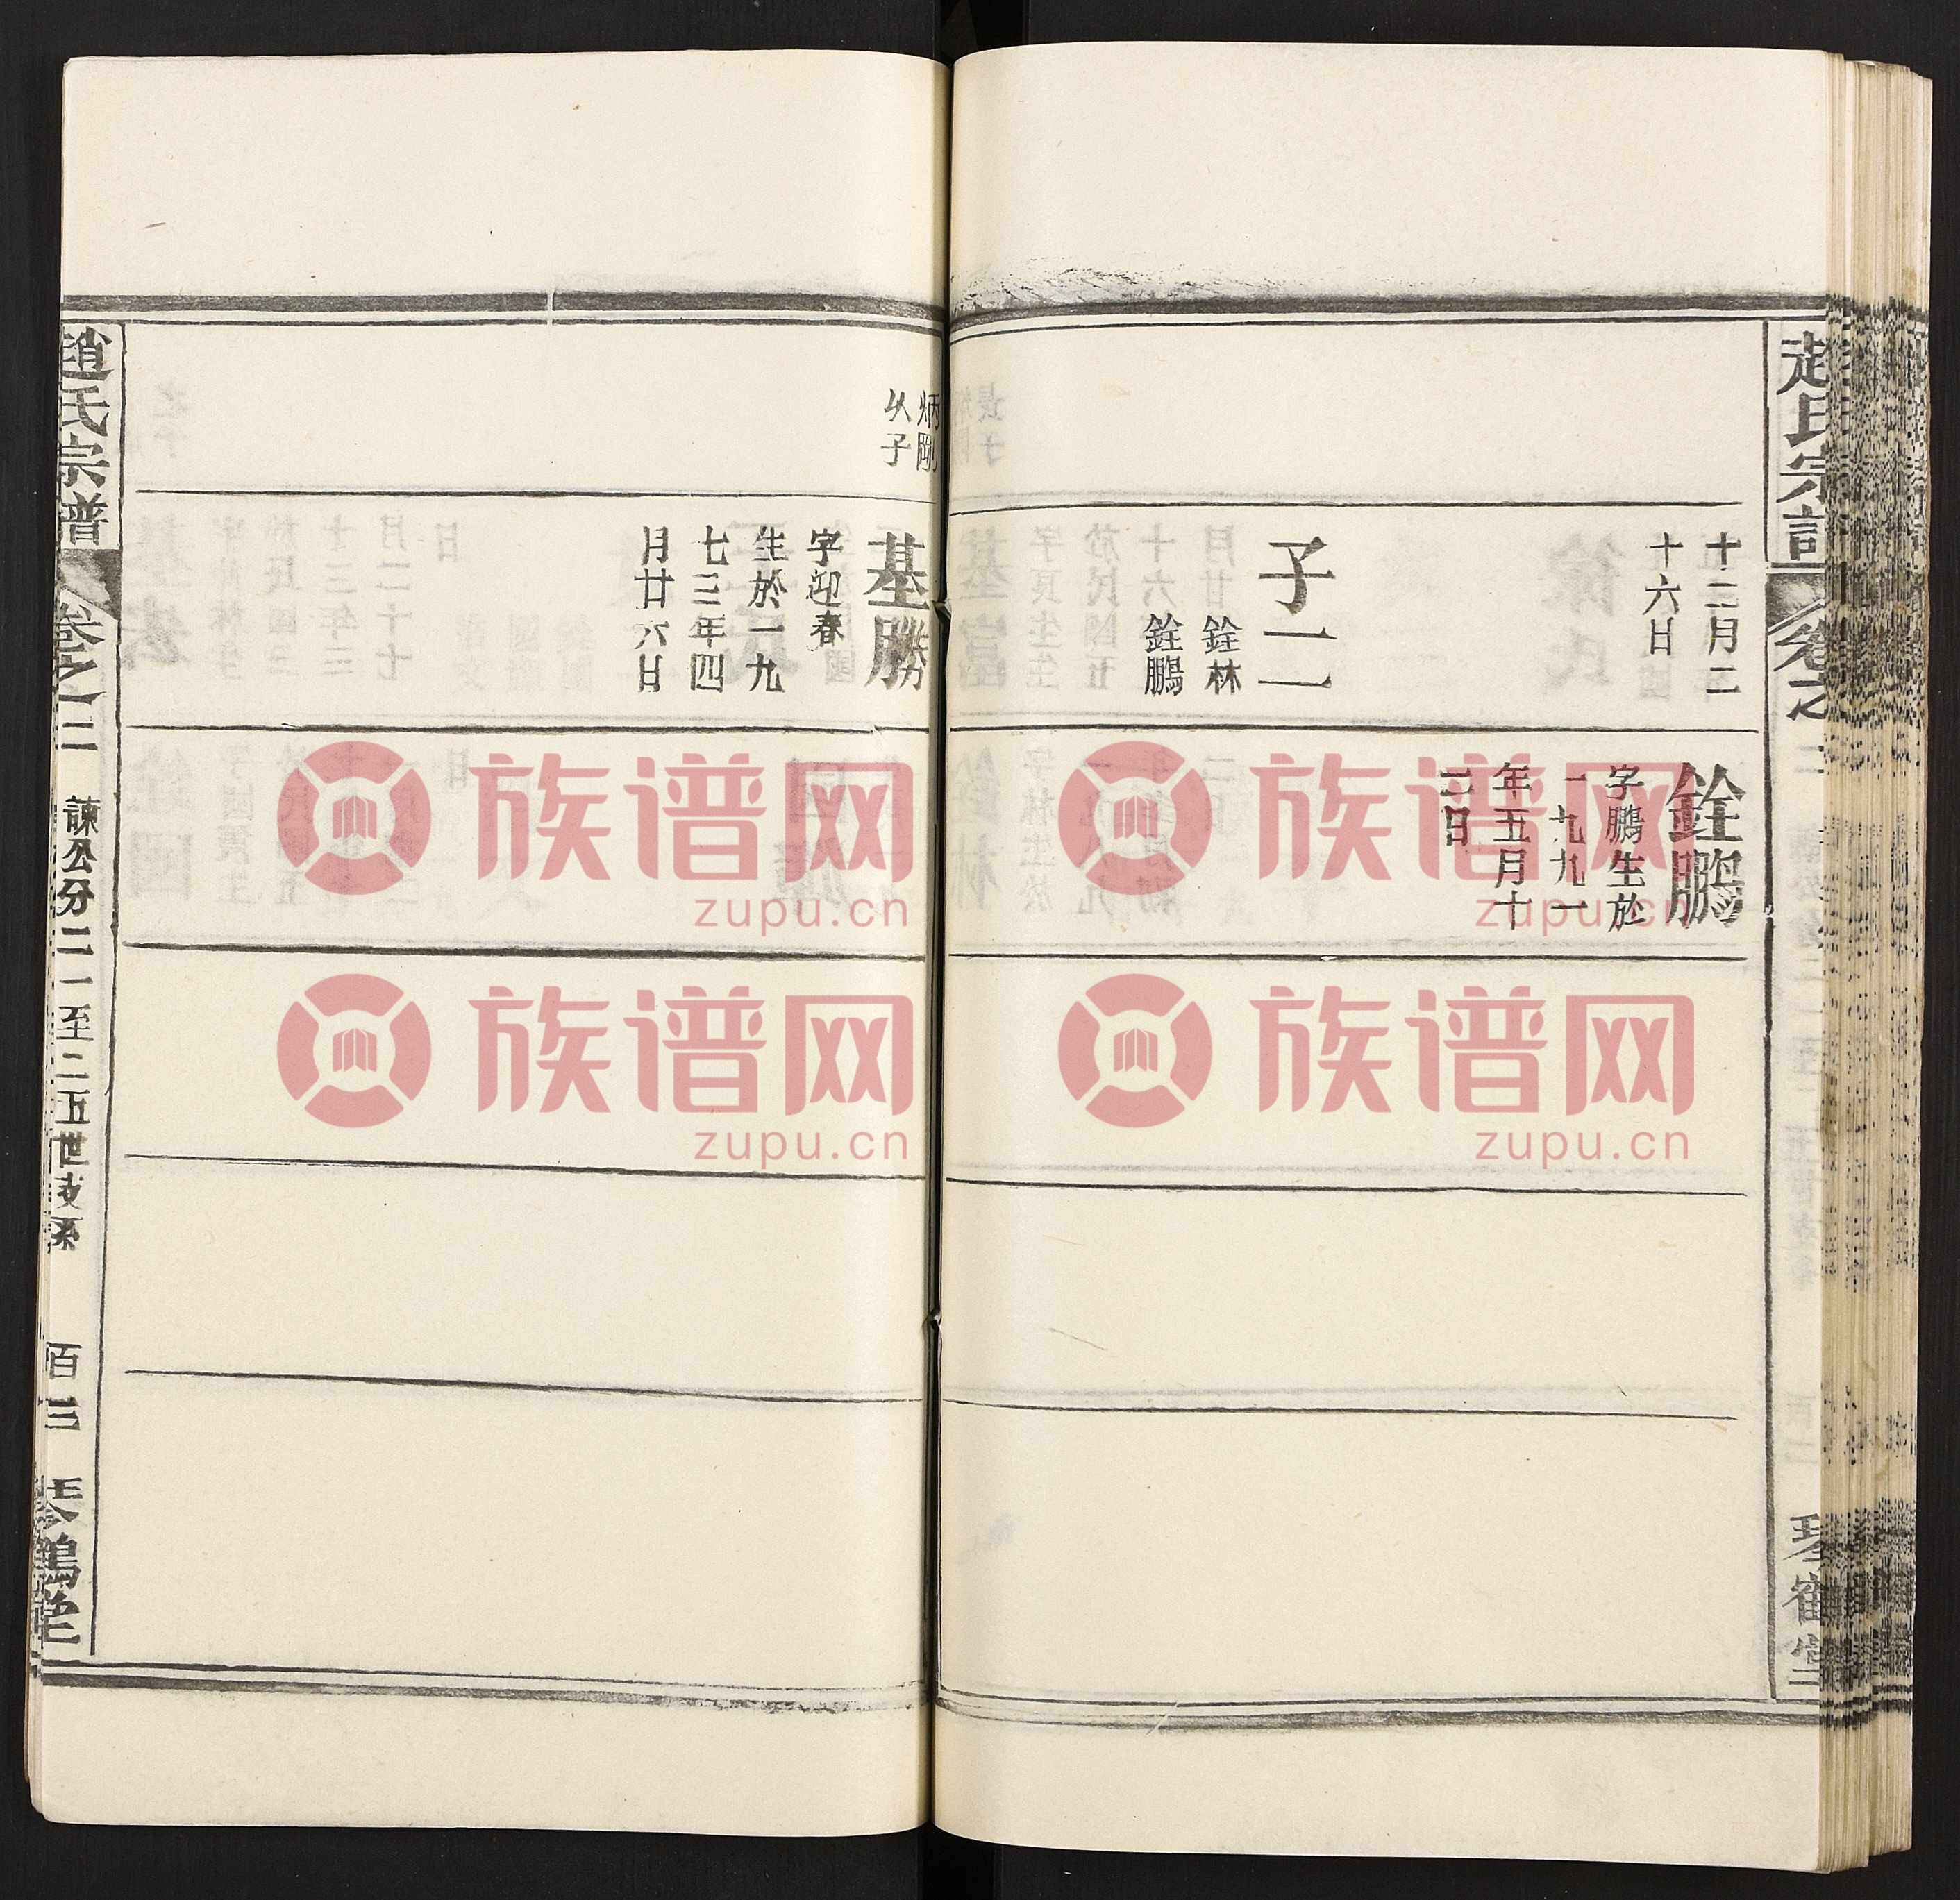 趙氏宗譜
卷之二
琴鶴堂
十二月二
十六日
子二
銓林
銓鵬
銓鵬
字鵬生於
一九九一
年五月十
二日
炳剛
以子
基勝
字迎春
生於一九
七三年四
月廿六日
趙氏宗譜
卷之二
諫公分二一至二五世支系
百三
琴鶴堂
族谱网
zupu.cn
族谱网
zupu.cn
族谱网
zupu.cn
族谱网
zupu.cn